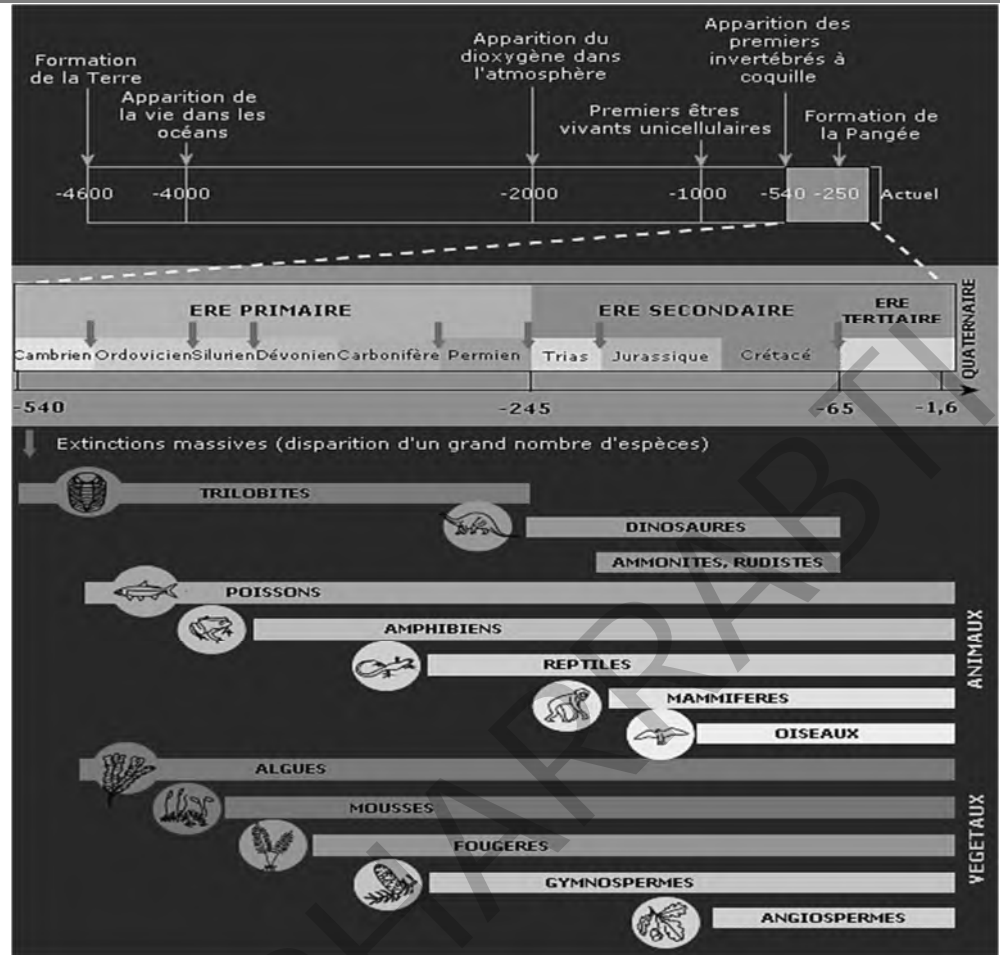 Formation
de la Terre
Apparition de
la vie dans les
océans
Apparition du
dioxygène dans
l'atmosphère
Premiers êtres
vivants unicellulaires
Apparition des
premiers
invertébrés à
coquille
Formation de
la Pangée
-4600 -4000 -2000 -1000 -540 -250 Actuel
ERE PRIMAIRE ERE SECONDAIRE ERE
TERTIAIRE
QUATERNAIRE
Cambrien Ordovicien Silurien Dévonien Carbonifère Permien Trias Jurassique Crétacé
-540 -245 -65 -1,6
Extinctions massives (disparition d'un grand nombre d'espèces)
TRILOBITES
DINOSAURES
AMMONITES, RUDISTES
POISSONS
AMPHIBIENS
REPTILES
MAMMIFERES
OISEAUX
ANIMAUX
ALGUES
MOUSSES
FOUGERES
GYMNOSPERMES
ANGIOSPERMES
VEGETAUX
PHARRABTI